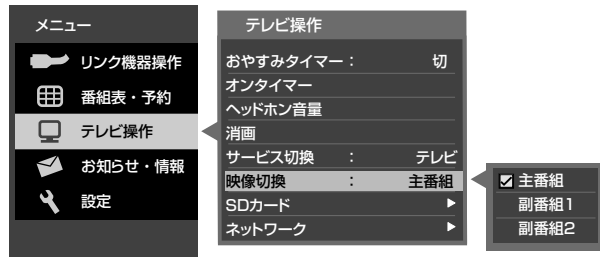 メニュー
リンク機器操作
番組表・予約
テレビ操作
お知らせ・情報
設定
テレビ操作
おやすみタイマー： 切
オンタイマー
ヘッドホン音量
消画
サービス切換 ： テレビ
映像切換 ： 主番組
SDカード
ネットワーク
主番組
副番組1
副番組2